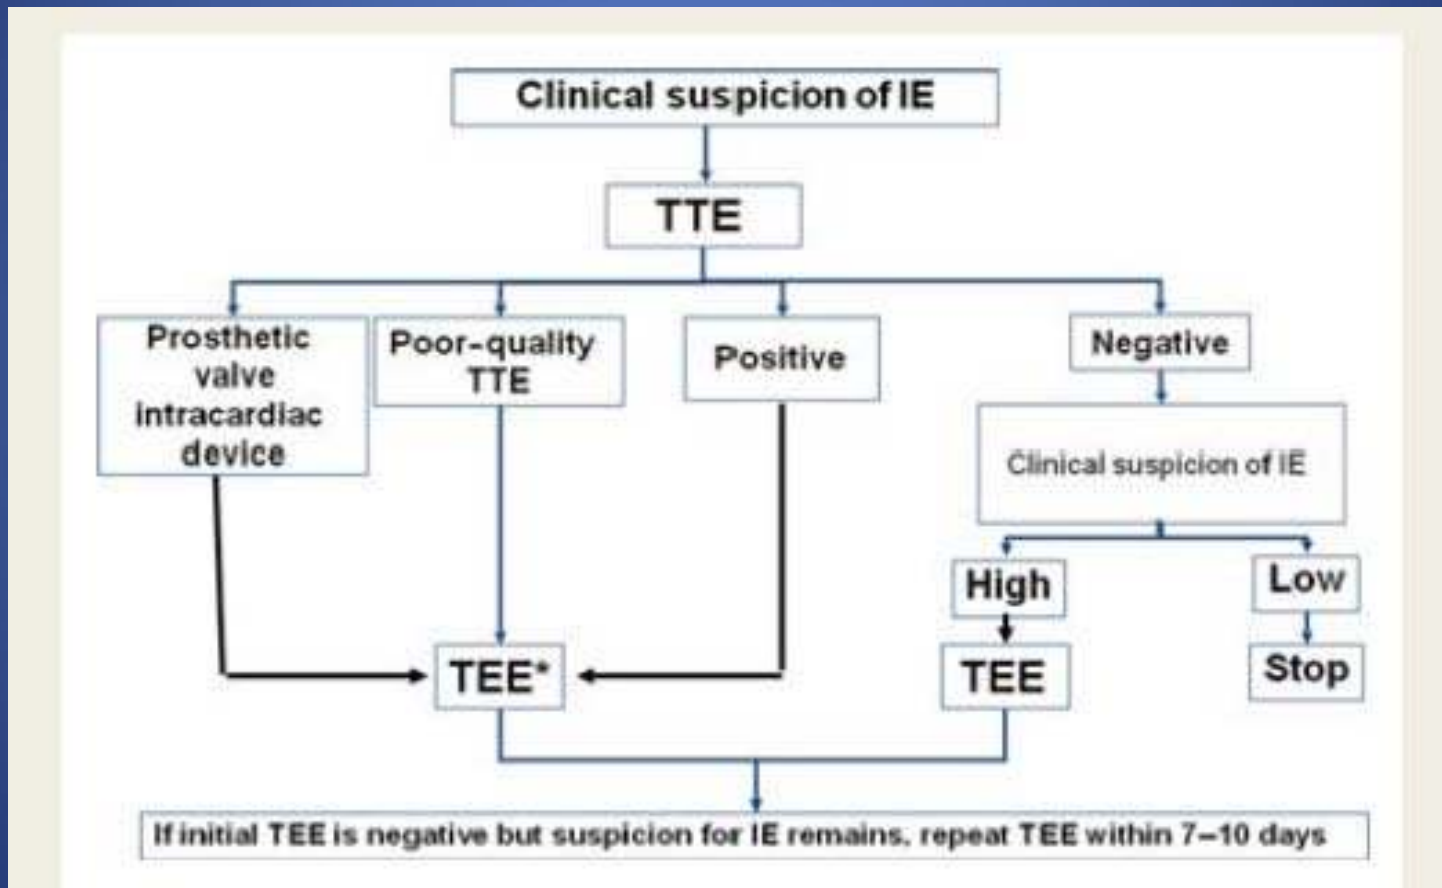 Clinical suspicion of IE
TTE
Prosthetic
valve
intracardiac
device
Poor-quality
TTE
Positive
Negative
Clinical suspicion of IE
High
Low
TEE*
TEE
Stop
If initial TEE is negative but suspicion for IE remains, repeat TEE within 7–10 days